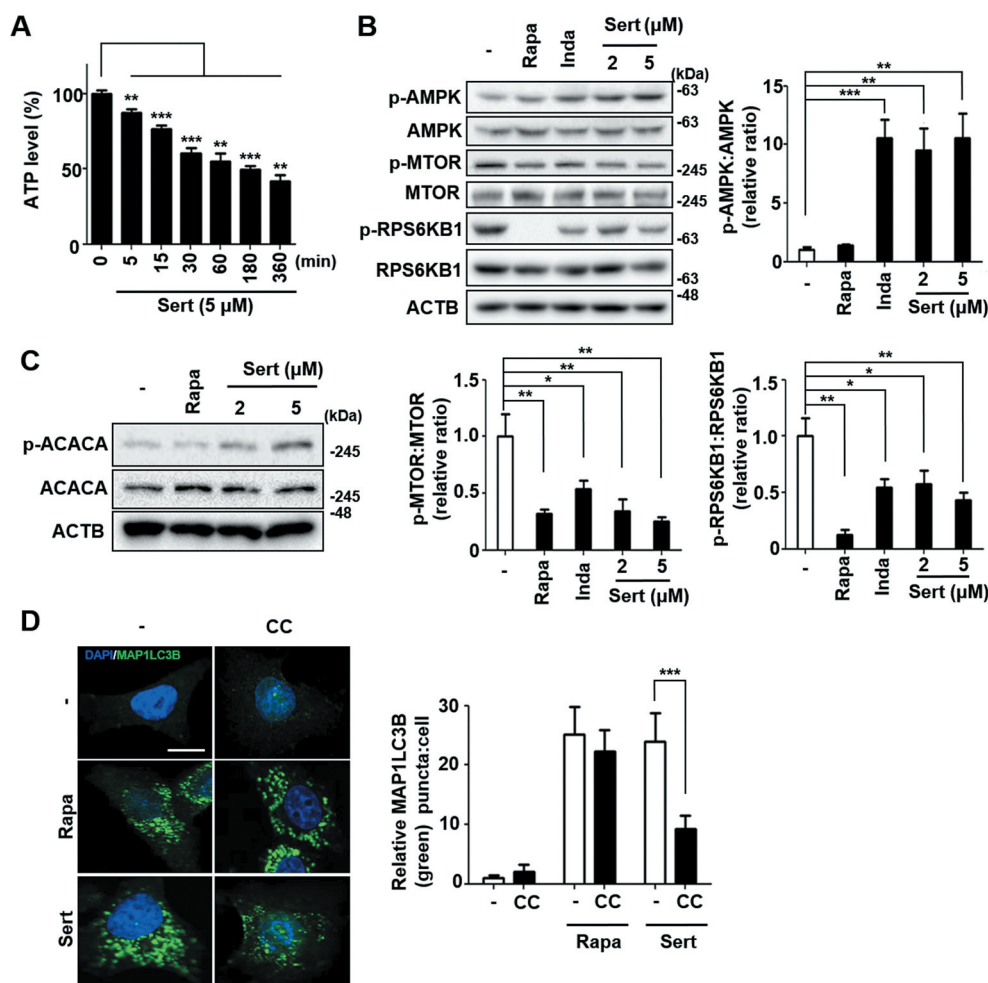 A
ATP level (%)
100
50
0
** *** *** ** *** **
0 5 15 30 60 180 360 (min)
Sert (5 µM)
B
Sert (µM)
- Rapa Inda 2 5
(kDa)
p-AMPK -63
AMPK -63
p-MTOR -245
MTOR -245
p-RPS6KB1 -63
RPS6KB1 -63
ACTB -48
p-AMPK:AMPK
(relative ratio)
15
10
5
0
**
**
***
- Rapa Inda 2 5
Sert (µM)
C
Sert (µM)
- Rapa 2 5
(kDa)
p-ACACA -245
ACACA -245
ACTB -48
p-MTOR:MTOR
(relative ratio)
1.5
1.0
0.5
0
**
**
*
**
- Rapa Inda 2 5
Sert (µM)
p-RPS6KB1:RPS6KB1
(relative ratio)
1.5
1.0
0.5
0
**
*
*
**
- Rapa Inda 2 5
Sert (µM)
D
- CC
DAPI/MAP1LC3B
-
Rapa
Sert
Relative MAP1LC3B
(green) puncta:cell
30
20
10
0
***
- CC - CC - CC
Rapa Sert